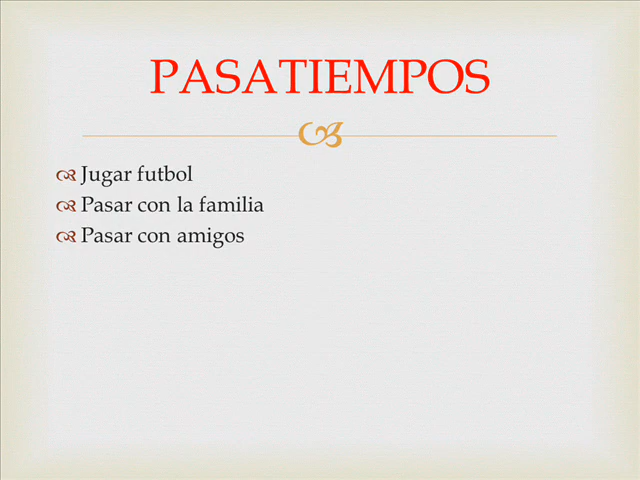 PASATIEMPOS
Jugar futbol
Pasar con la familia
Pasar con amigos